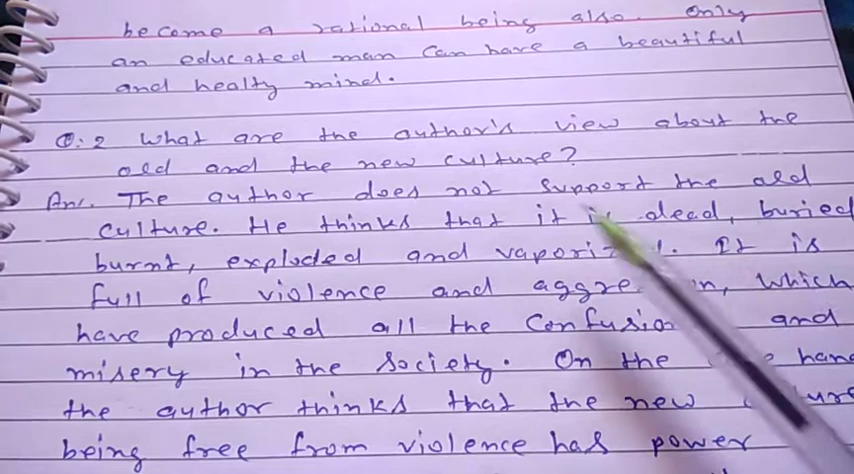 become a rational being also. Only
an educated man can have a beautiful
and healty mind.
Q.2 What are the author's view about the
old and the new culture?
Ans. The author does not support the old
culture. He thinks that it is dead, buried
burnt, exploded and It is
full of violence and which
have produced all the confusion and
misery in the society. On the hand
the author thinks that the new
being free from violence has power